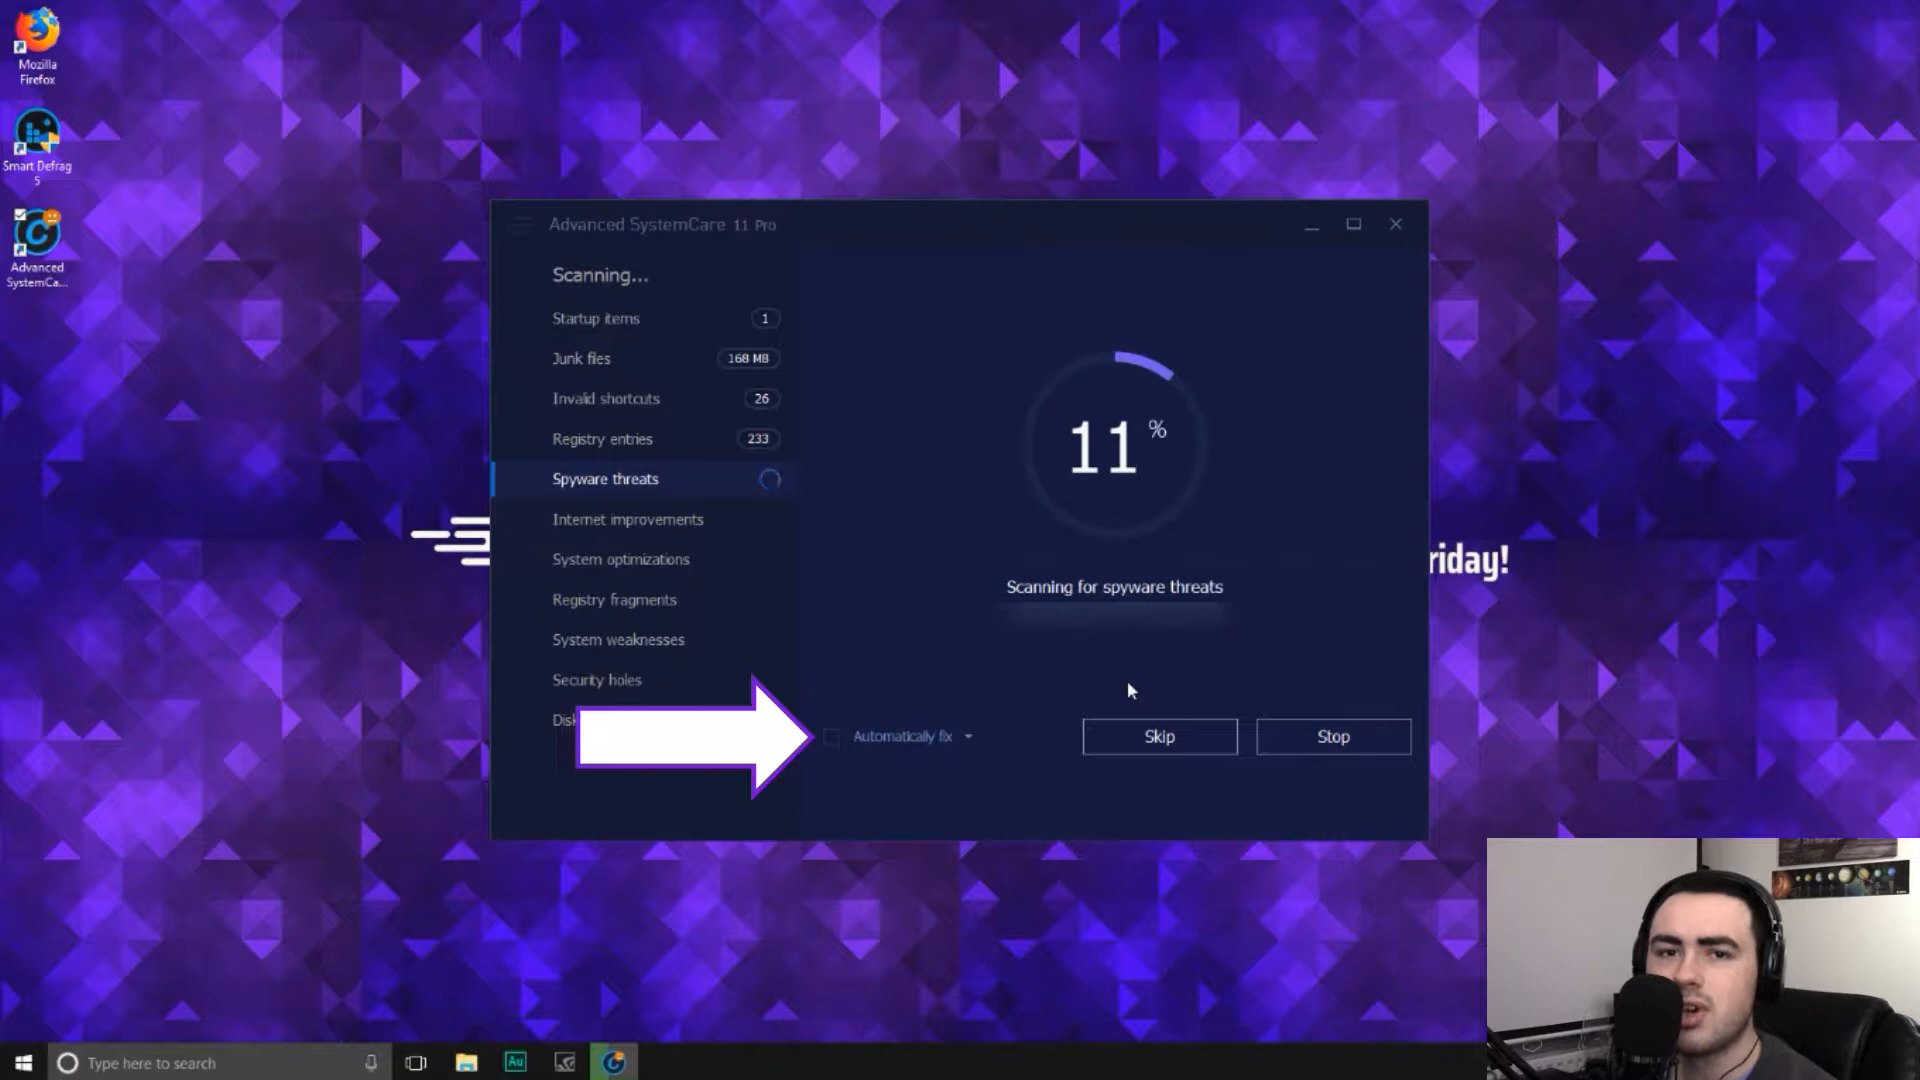 Mozilla
Firefox
Smart Defrag
5
Advanced
SystemCa...
Advanced SystemCare 11 Pro
Scanning...
Startup items 1
Junk files 168 MB
Invalid shortcuts 26
Registry entries 233
Spyware threats
Internet improvements
System optimizations
Registry fragments
System weaknesses
Security holes
Disk
11 %
Scanning for spyware threats
Automatically fix
Skip
Stop
riday!
Type here to search
Au